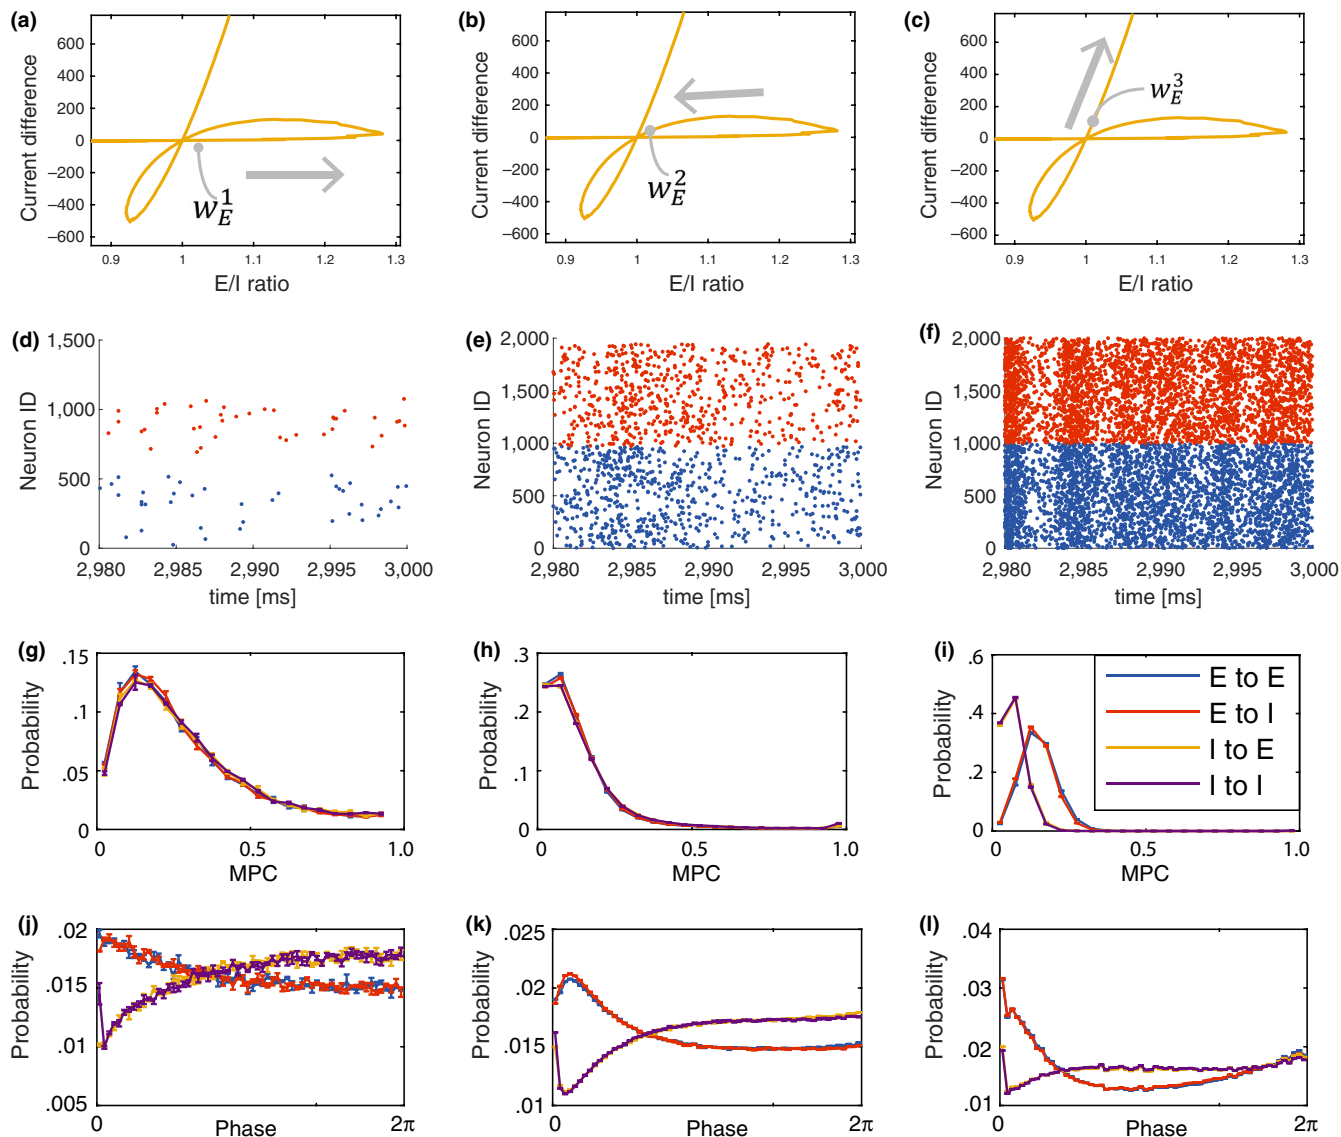 (a)
Current difference
600
400
200
0
−200
−400
−600
0.9
1
1.1
1.2
1.3
E/I ratio
w_E^1
(b)
Current difference
600
400
200
0
−200
−400
−600
0.9
1
1.1
1.2
1.3
E/I ratio
w_E^2
(c)
Current difference
600
400
200
0
−200
−400
−600
0.9
1
1.1
1.2
1.3
E/I ratio
w_E^3
(d)
Neuron ID
1,500
1,000
500
0
2,980
2,985
2,990
2,995
3,000
time [ms]
(e)
Neuron ID
2,000
1,500
1,000
500
0
2,980
2,985
2,990
2,995
3,000
time [ms]
(f)
Neuron ID
2,000
1,500
1,000
500
0
2,980
2,985
2,990
2,995
3,000
time [ms]
(g)
Probability
.15
.1
.05
0
0
0.5
1.0
MPC
(h)
Probability
.3
.2
.1
0
0
0.5
1.0
MPC
(i)
Probability
.6
.4
.2
0
0
0.5
1.0
MPC
E to E
E to I
I to E
I to I
(j)
Probability
.02
.015
.01
.005
0
2π
Phase
(k)
Probability
.025
.02
.015
.01
0
2π
Phase
(l)
Probability
.04
.03
.02
.01
0
2π
Phase